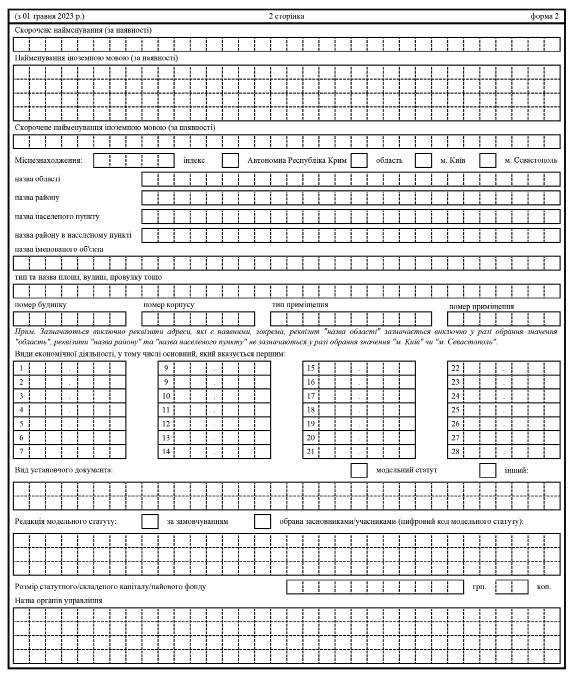 (з 01 травня 2023 р.) 2 сторінка форма 2
Скорочене найменування (за наявності)
Найменування іноземною мовою (за наявності)
Скорочене найменування іноземною мовою (за наявності)
Місцезнаходження: індекс Автономна Республіка Крим область м. Київ м. Севастополь
назва області
назва району
назва населеного пункту
назва району в населеному пункті
назва іменованого об'єкта
тип та назва площі, вулиці, провулку тощо
номер будинку номер корпусу тип приміщення номер приміщення
Прим. Зазначаються виключно реквізити адреси, які є наявними, зокрема, реквізит "назва області" зазначається виключно у разі обрання значення
"область", реквізити "назва району" та "назва населеного пункту" не зазначаються у разі обрання значення "м. Київ" чи "м. Севастополь".
Види економічної діяльності, у тому числі основний, який вказується першим:
1 9 15 22
2 9 16 23
3 10 17 24
4 11 18 25
5 12 19 26
6 13 20 27
7 14 21 28
Вид установчого документа: модельний статут інший:
Редакція модельного статуту: за замовчуванням обрана засновниками/учасниками (цифровий код модельного статуту):
Розмір статутного/складеного капіталу/пайового фонду грн. коп.
Назва органів управління